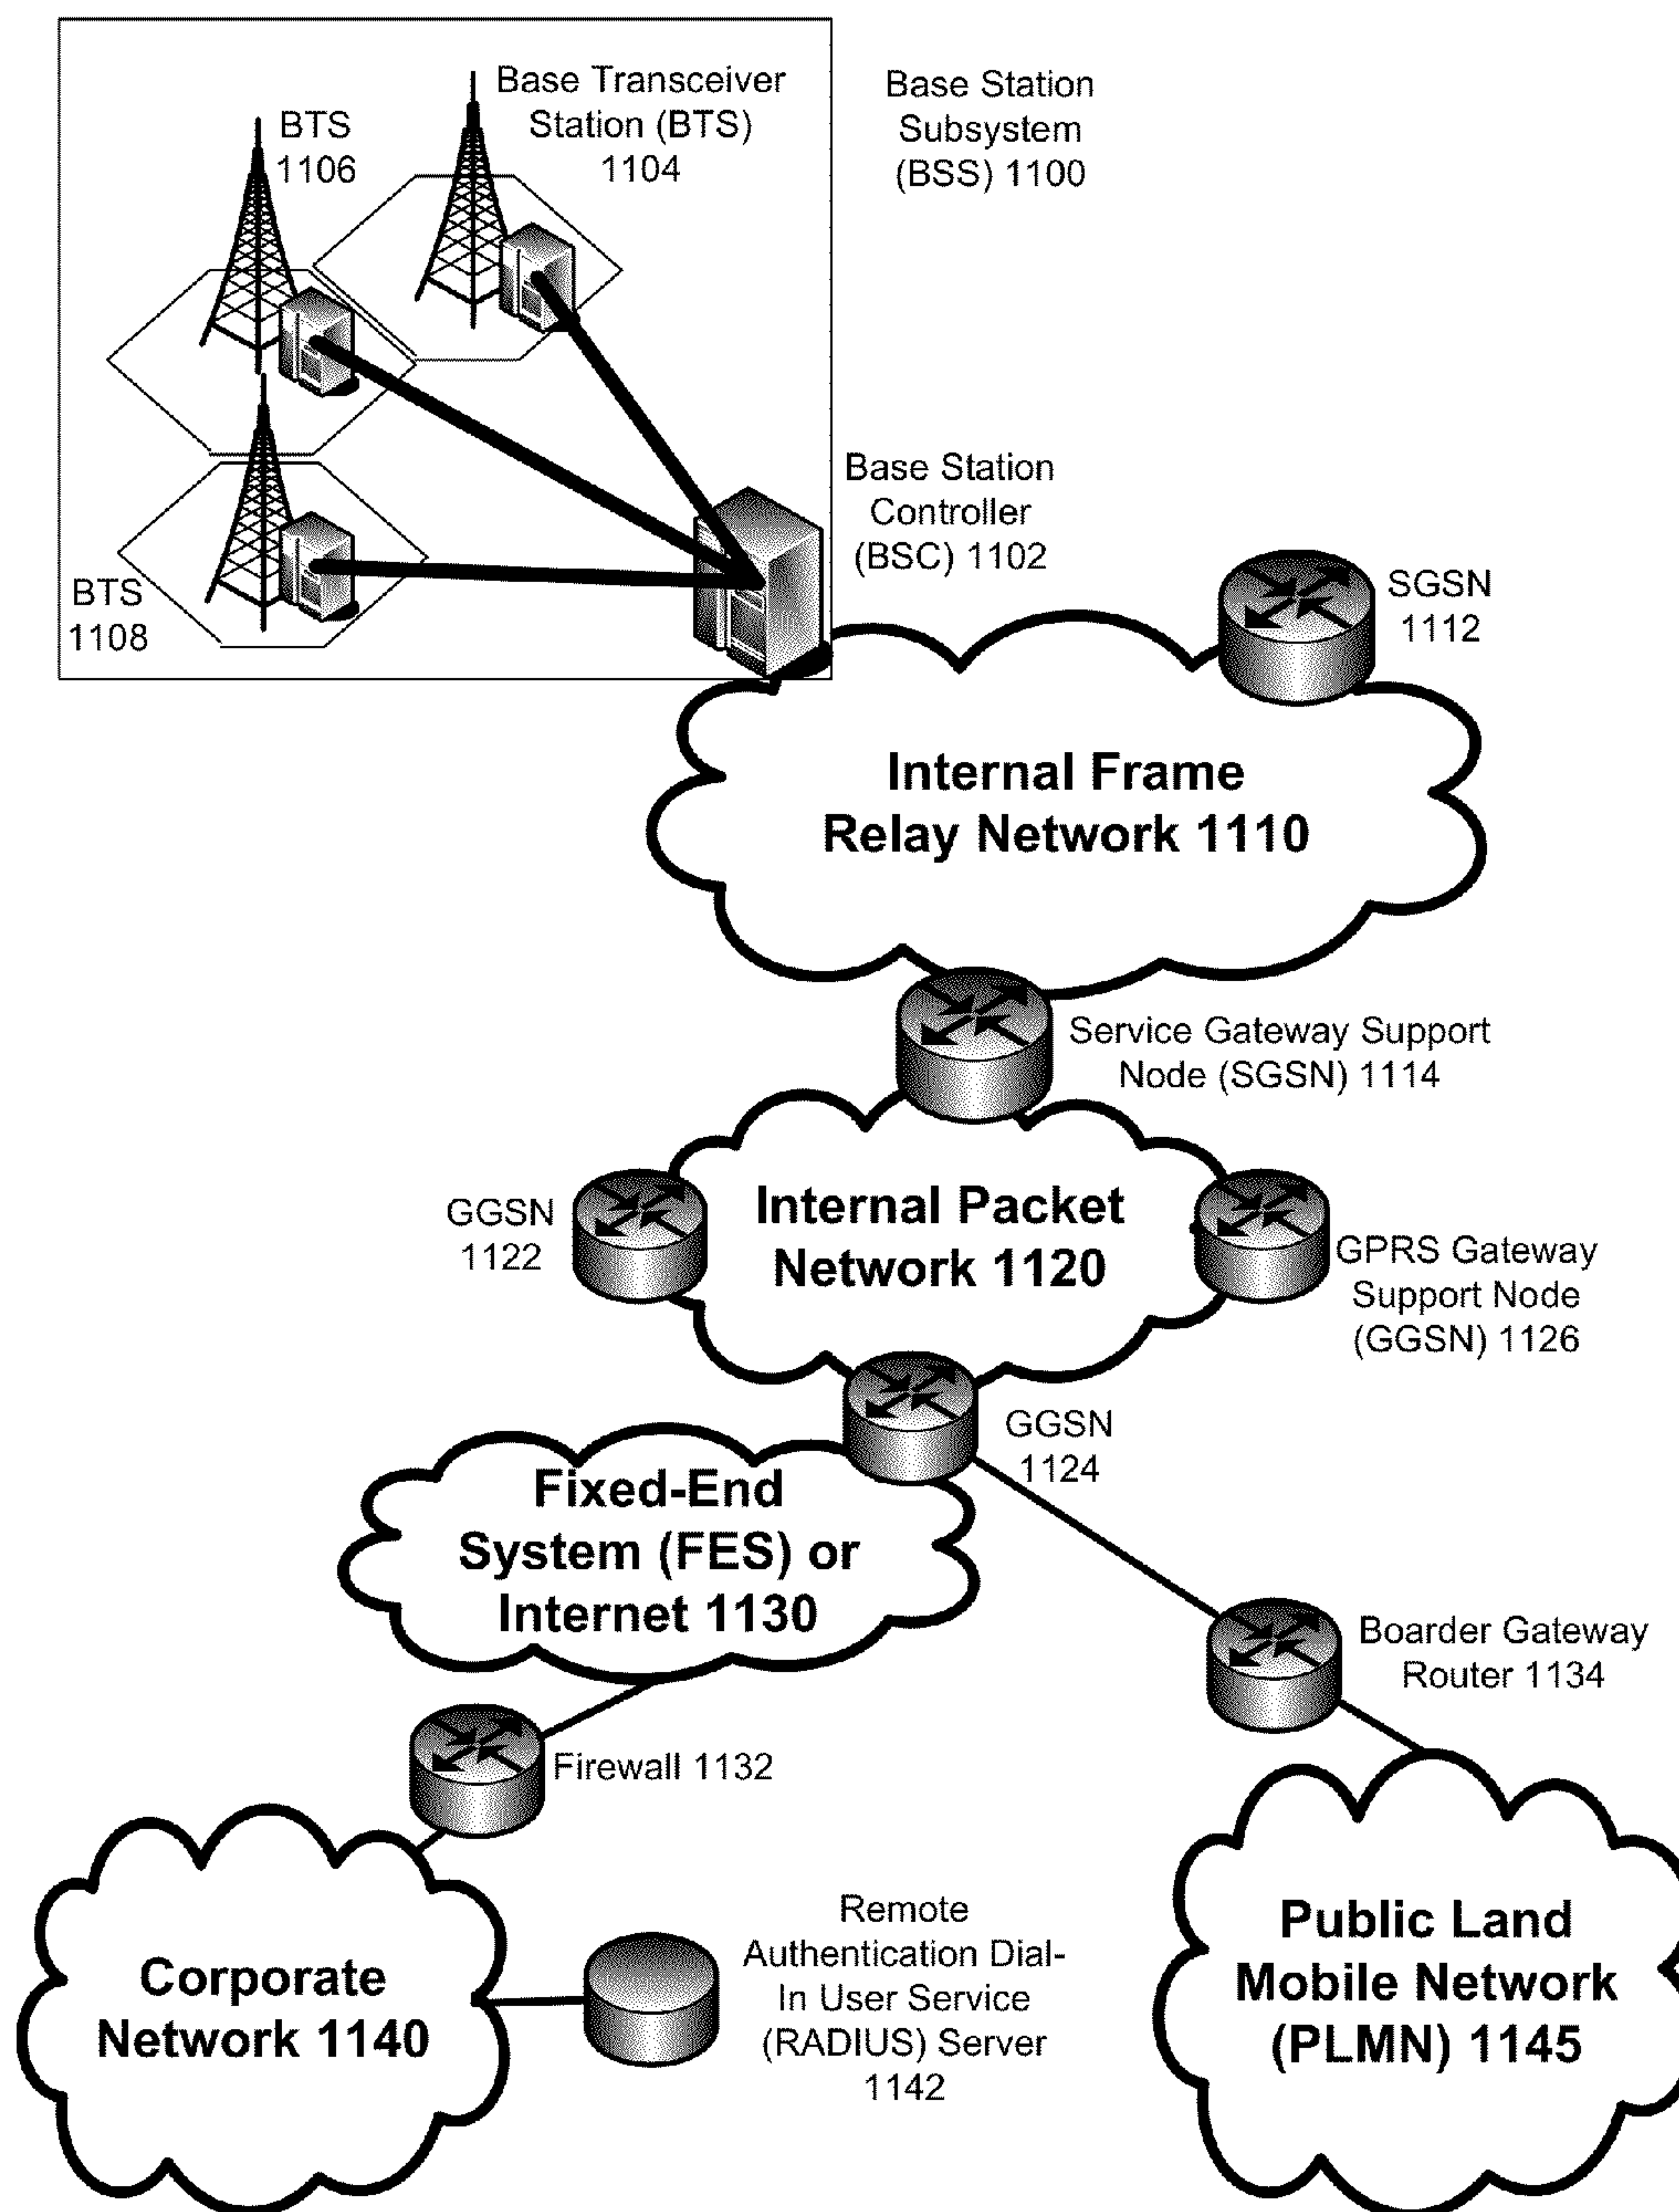 Base Transceiver
Station (BTS)
1104
BTS
1106
Base Station
Subsystem
(BSS) 1100
Base Station
Controller
(BSC) 1102
BTS
1108
SGSN
1112
Internal Frame
Relay Network 1110
Service Gateway Support
Node (SGSN) 1114
GGSN
1122
Internal Packet
Network 1120
GPRS Gateway
Support Node
(GGSN) 1126
GGSN
1124
Fixed-End
System (FES) or
Internet 1130
Boarder Gateway
Router 1134
Firewall 1132
Corporate
Network 1140
Remote
Authentication Dial-
In User Service
(RADIUS) Server
1142
Public Land
Mobile Network
(PLMN) 1145